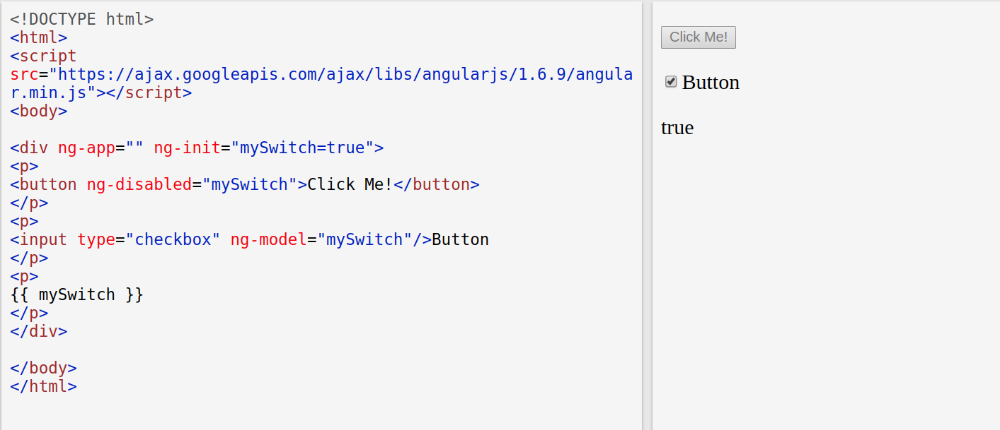 <!DOCTYPE html>
<html>
<script
src="https://ajax.googleapis.com/ajax/libs/angularjs/1.6.9/angula
r.min.js"></script>
<body>
<div ng-app="" ng-init="mySwitch=true">
<p>
<button ng-disabled="mySwitch">Click Me!</button>
</p>
<p>
<input type="checkbox" ng-model="mySwitch"/>Button
</p>
<p>
{{ mySwitch }}
</p>
</div>
</body>
</html>
Click Me!
Button
true